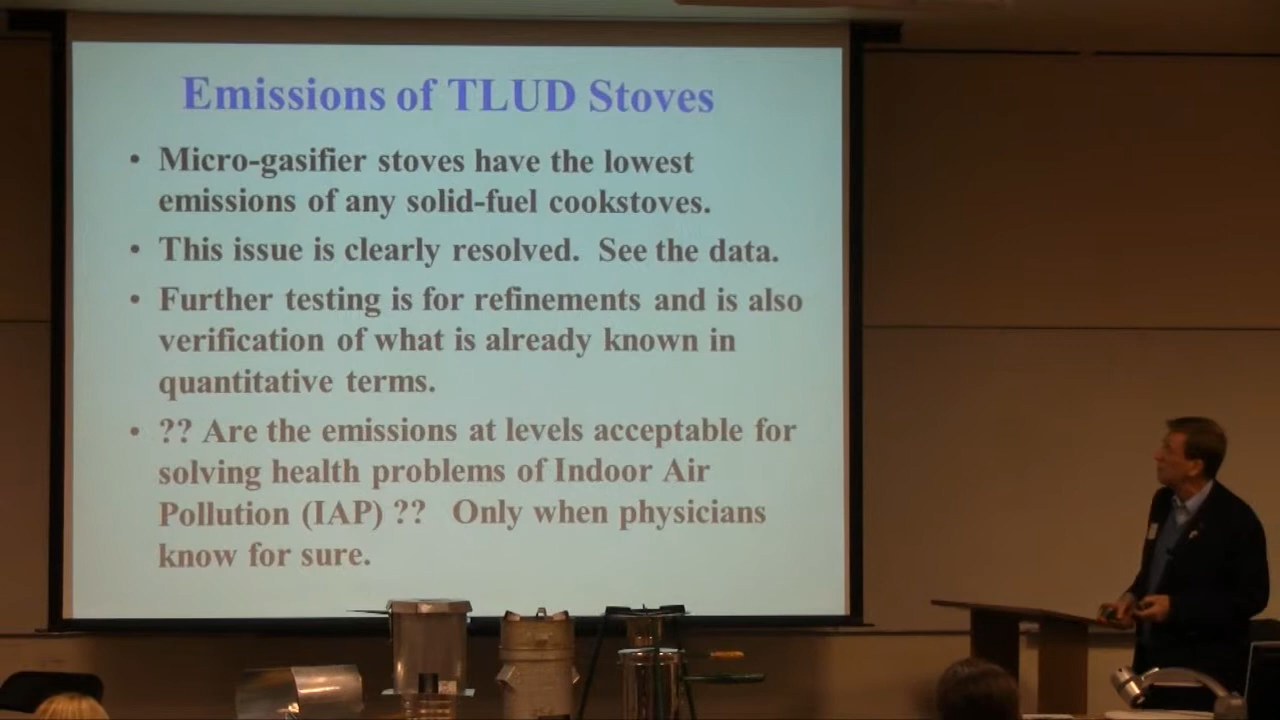 Emissions of TLUD Stoves
• Micro-gasifier stoves have the lowest
emissions of any solid-fuel cookstoves.
• This issue is clearly resolved.  See the data.
• Further testing is for refinements and is also
verification of what is already known in
quantitative terms.
• ?? Are the emissions at levels acceptable for
solving health problems of Indoor Air
Pollution (IAP) ??   Only when physicians
know for sure.